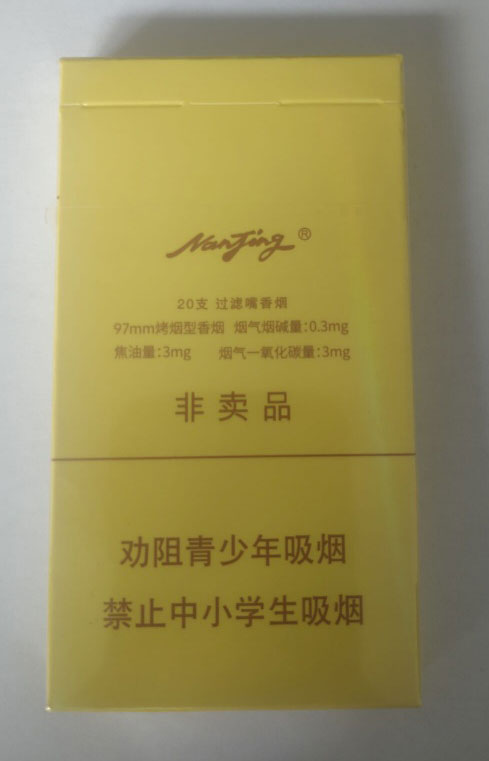 NanJing®
20支 过滤嘴香烟
97mm烤烟型香烟 烟气烟碱量:0.3mg
焦油量:3mg 烟气一氧化碳量:3mg
非卖品
劝阻青少年吸烟
禁止中小学生吸烟